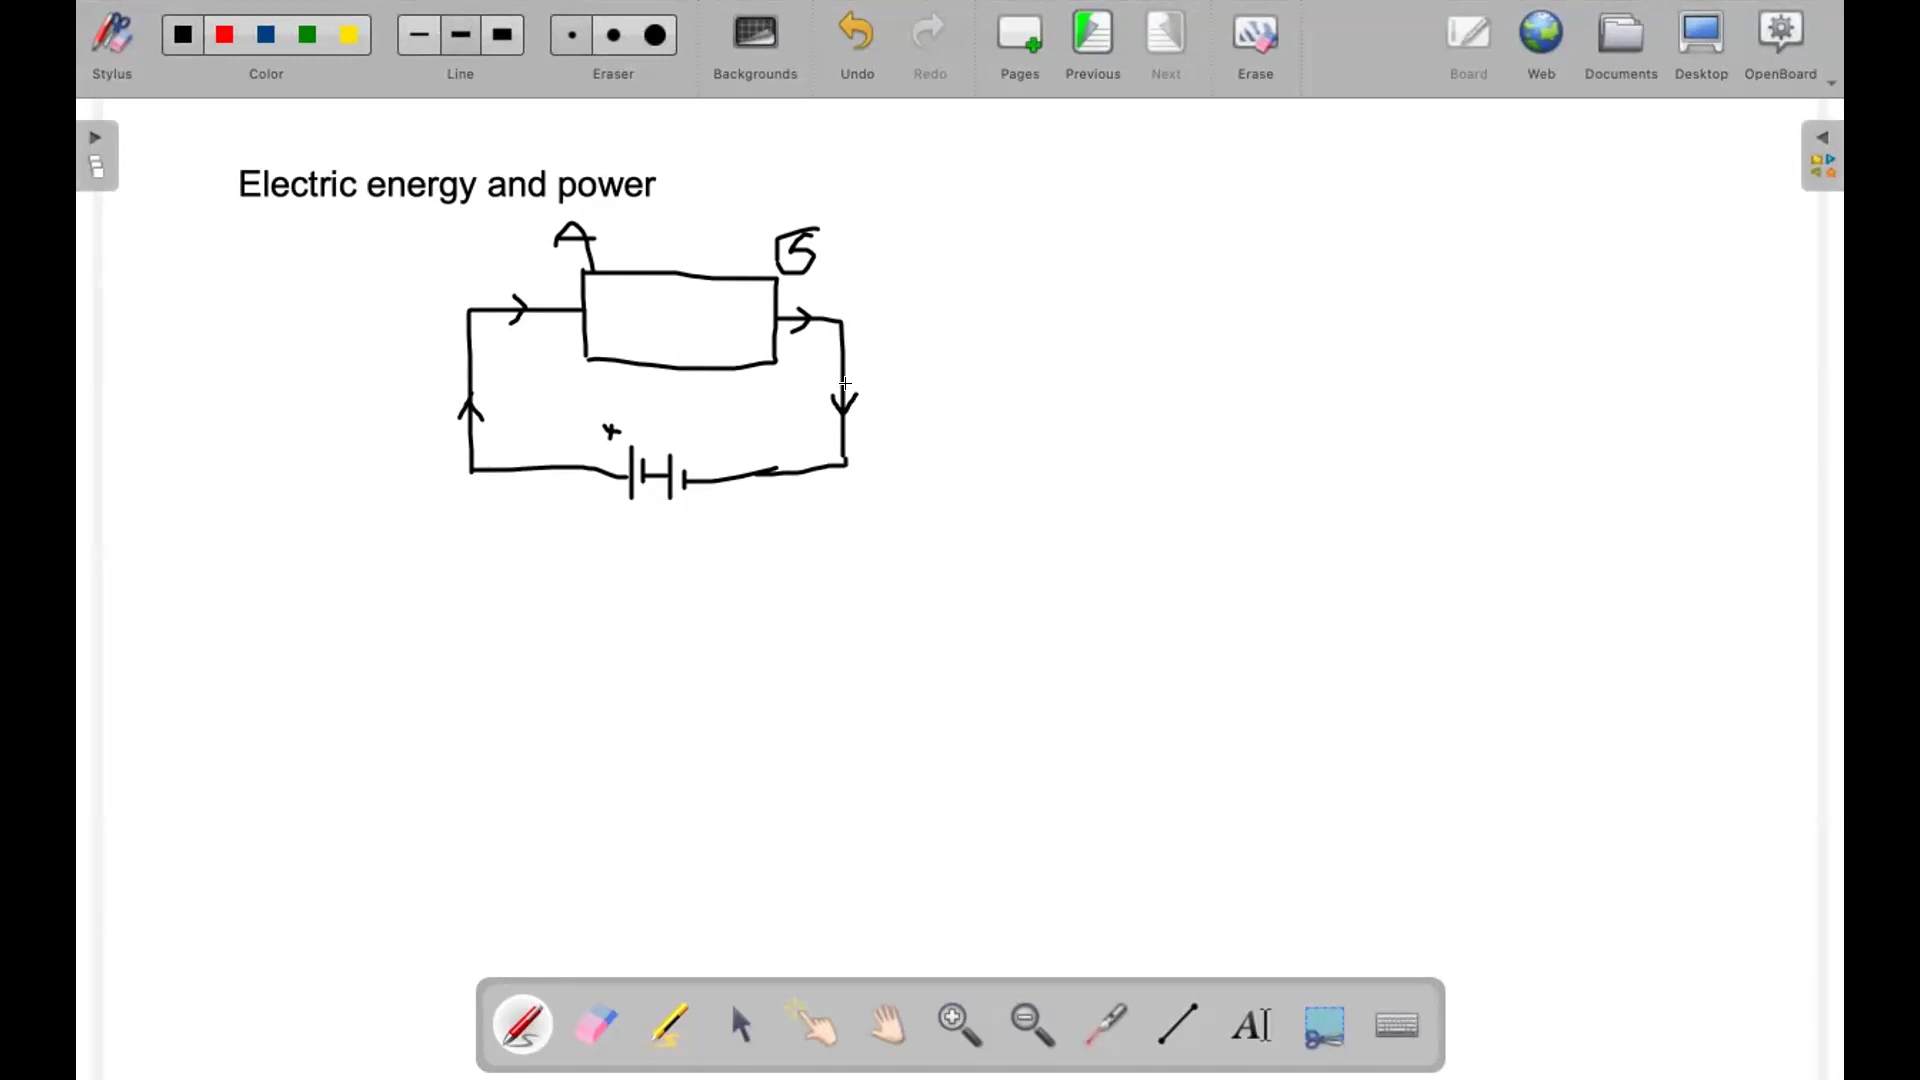 Stylus Color Line Eraser Backgrounds Undo Redo Pages Previous Next Erase Board Web Documents Desktop OpenBoard
Electric energy and power
A B
+
A